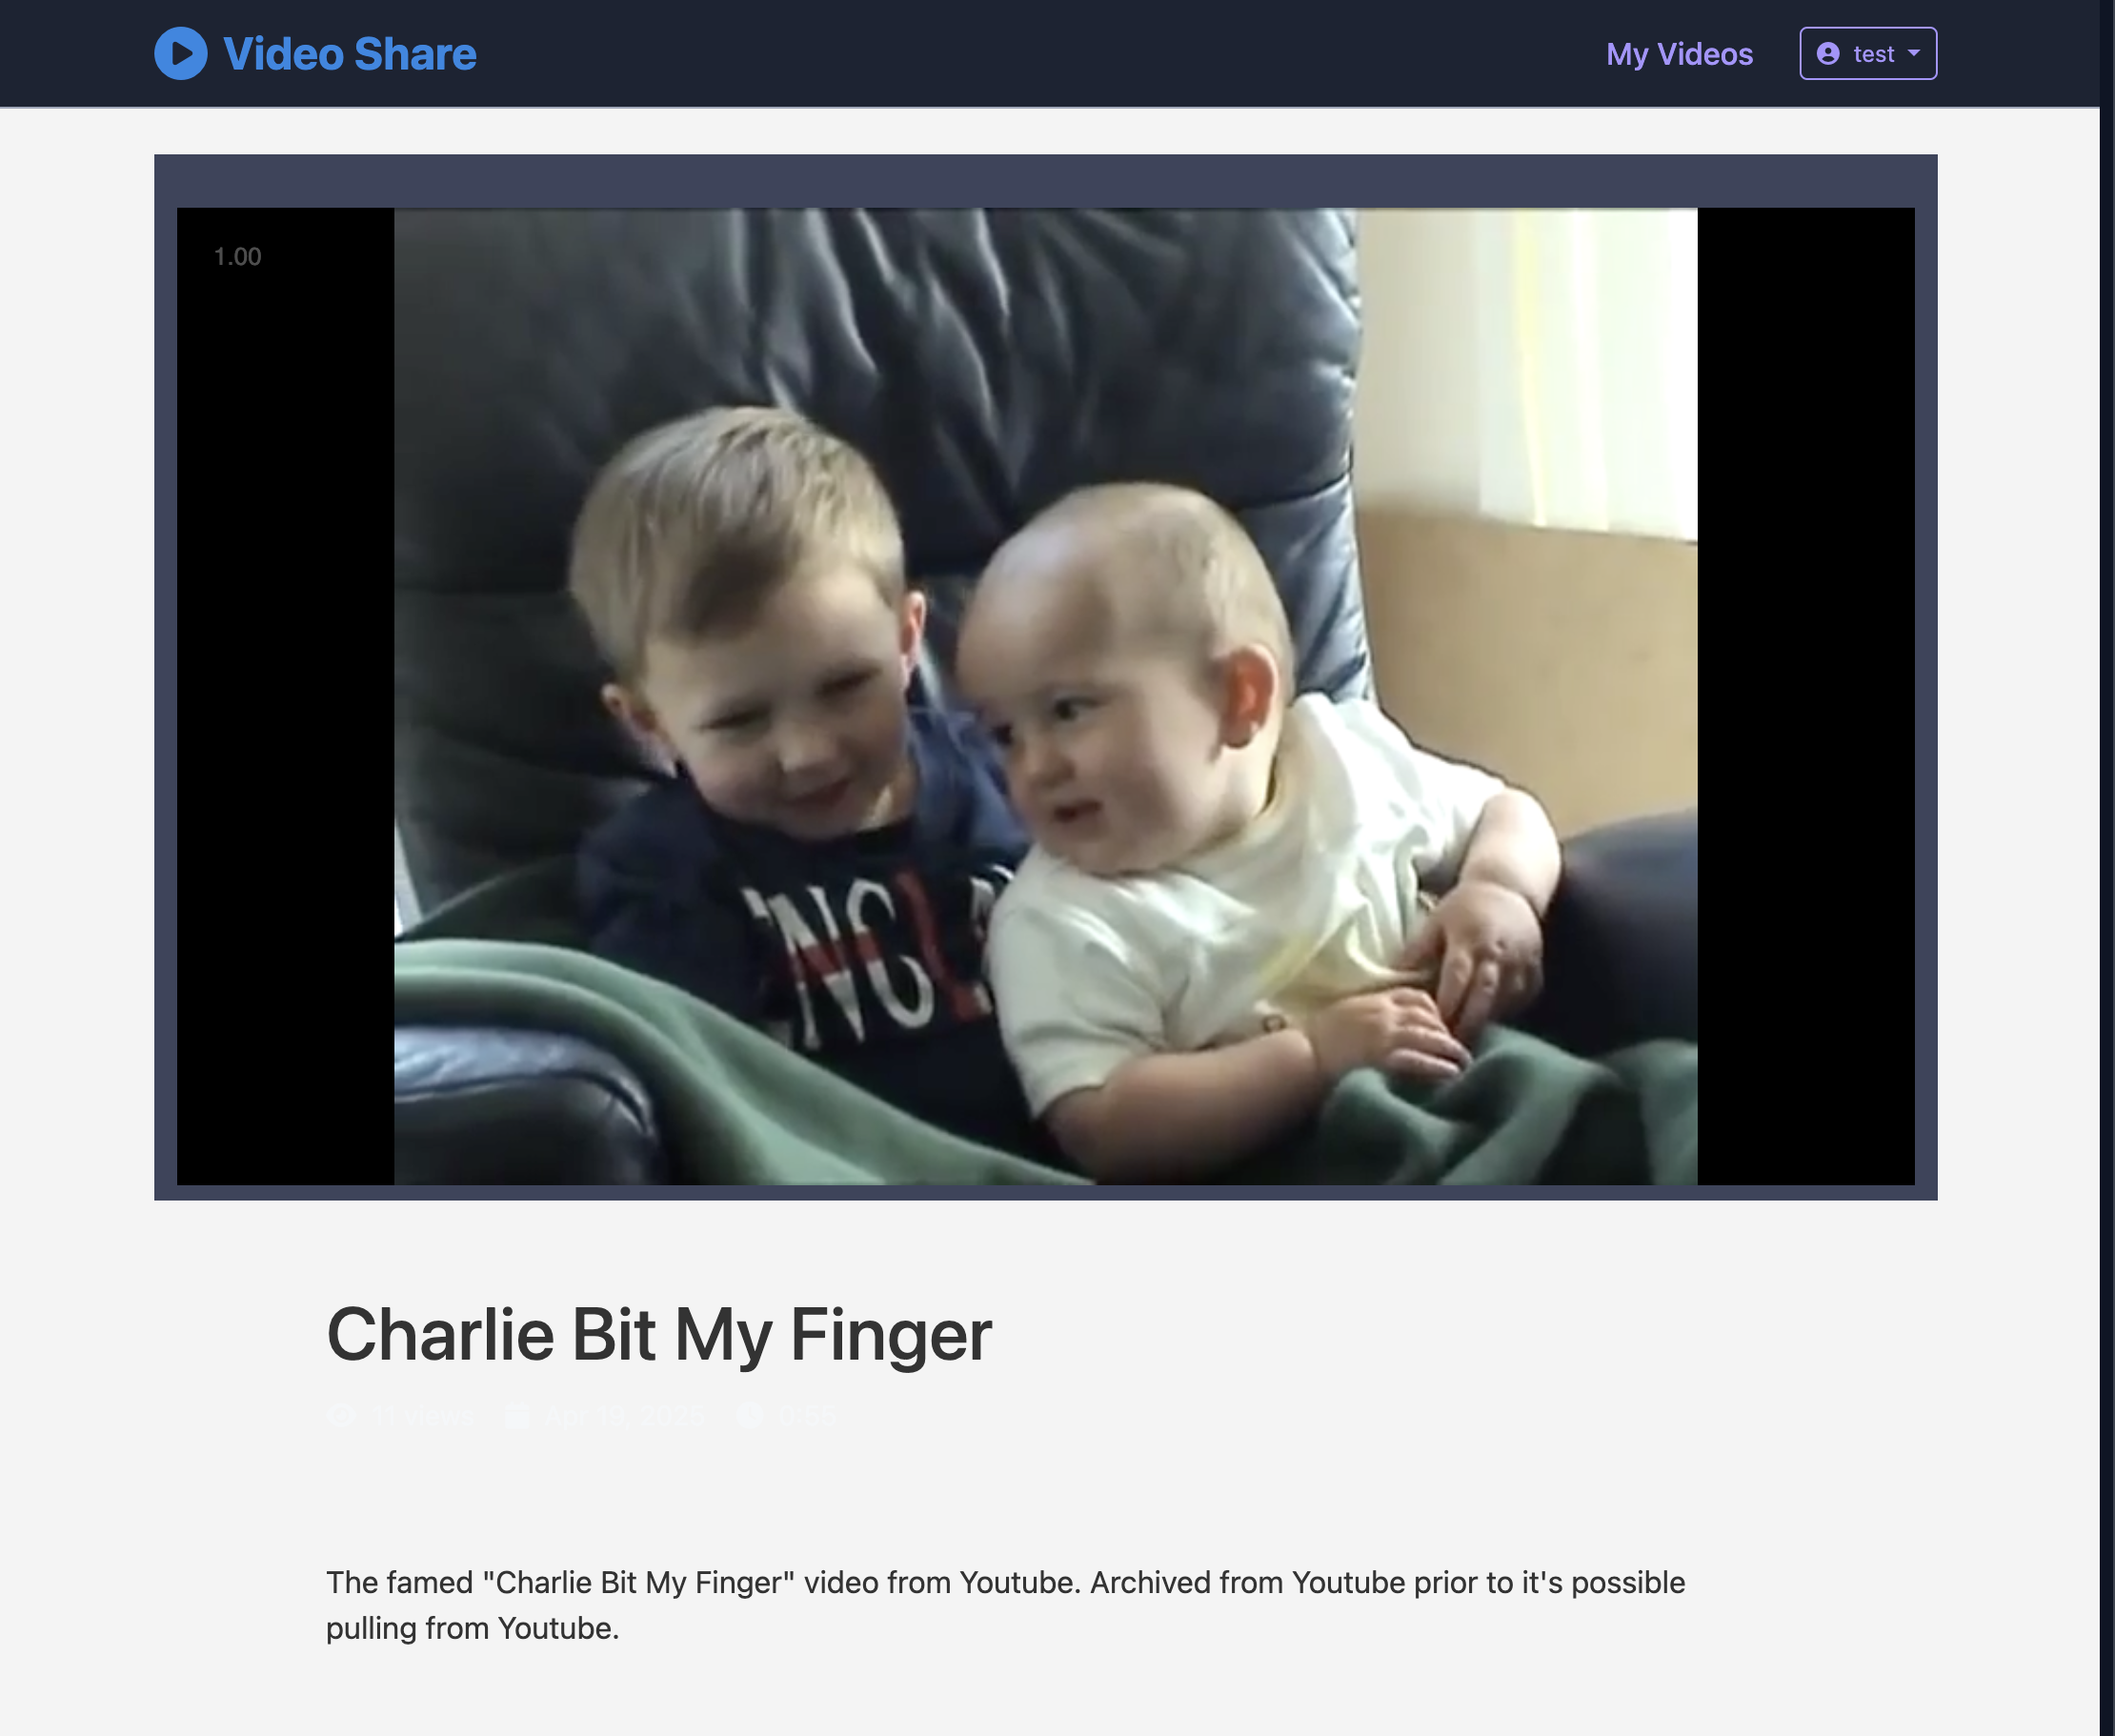 Video Share
My Videos
test
1.00
ENGL
Charlie Bit My Finger
11 views Apr 19, 2025 0:55
The famed "Charlie Bit My Finger" video from Youtube. Archived from Youtube prior to it's possible
pulling from Youtube.